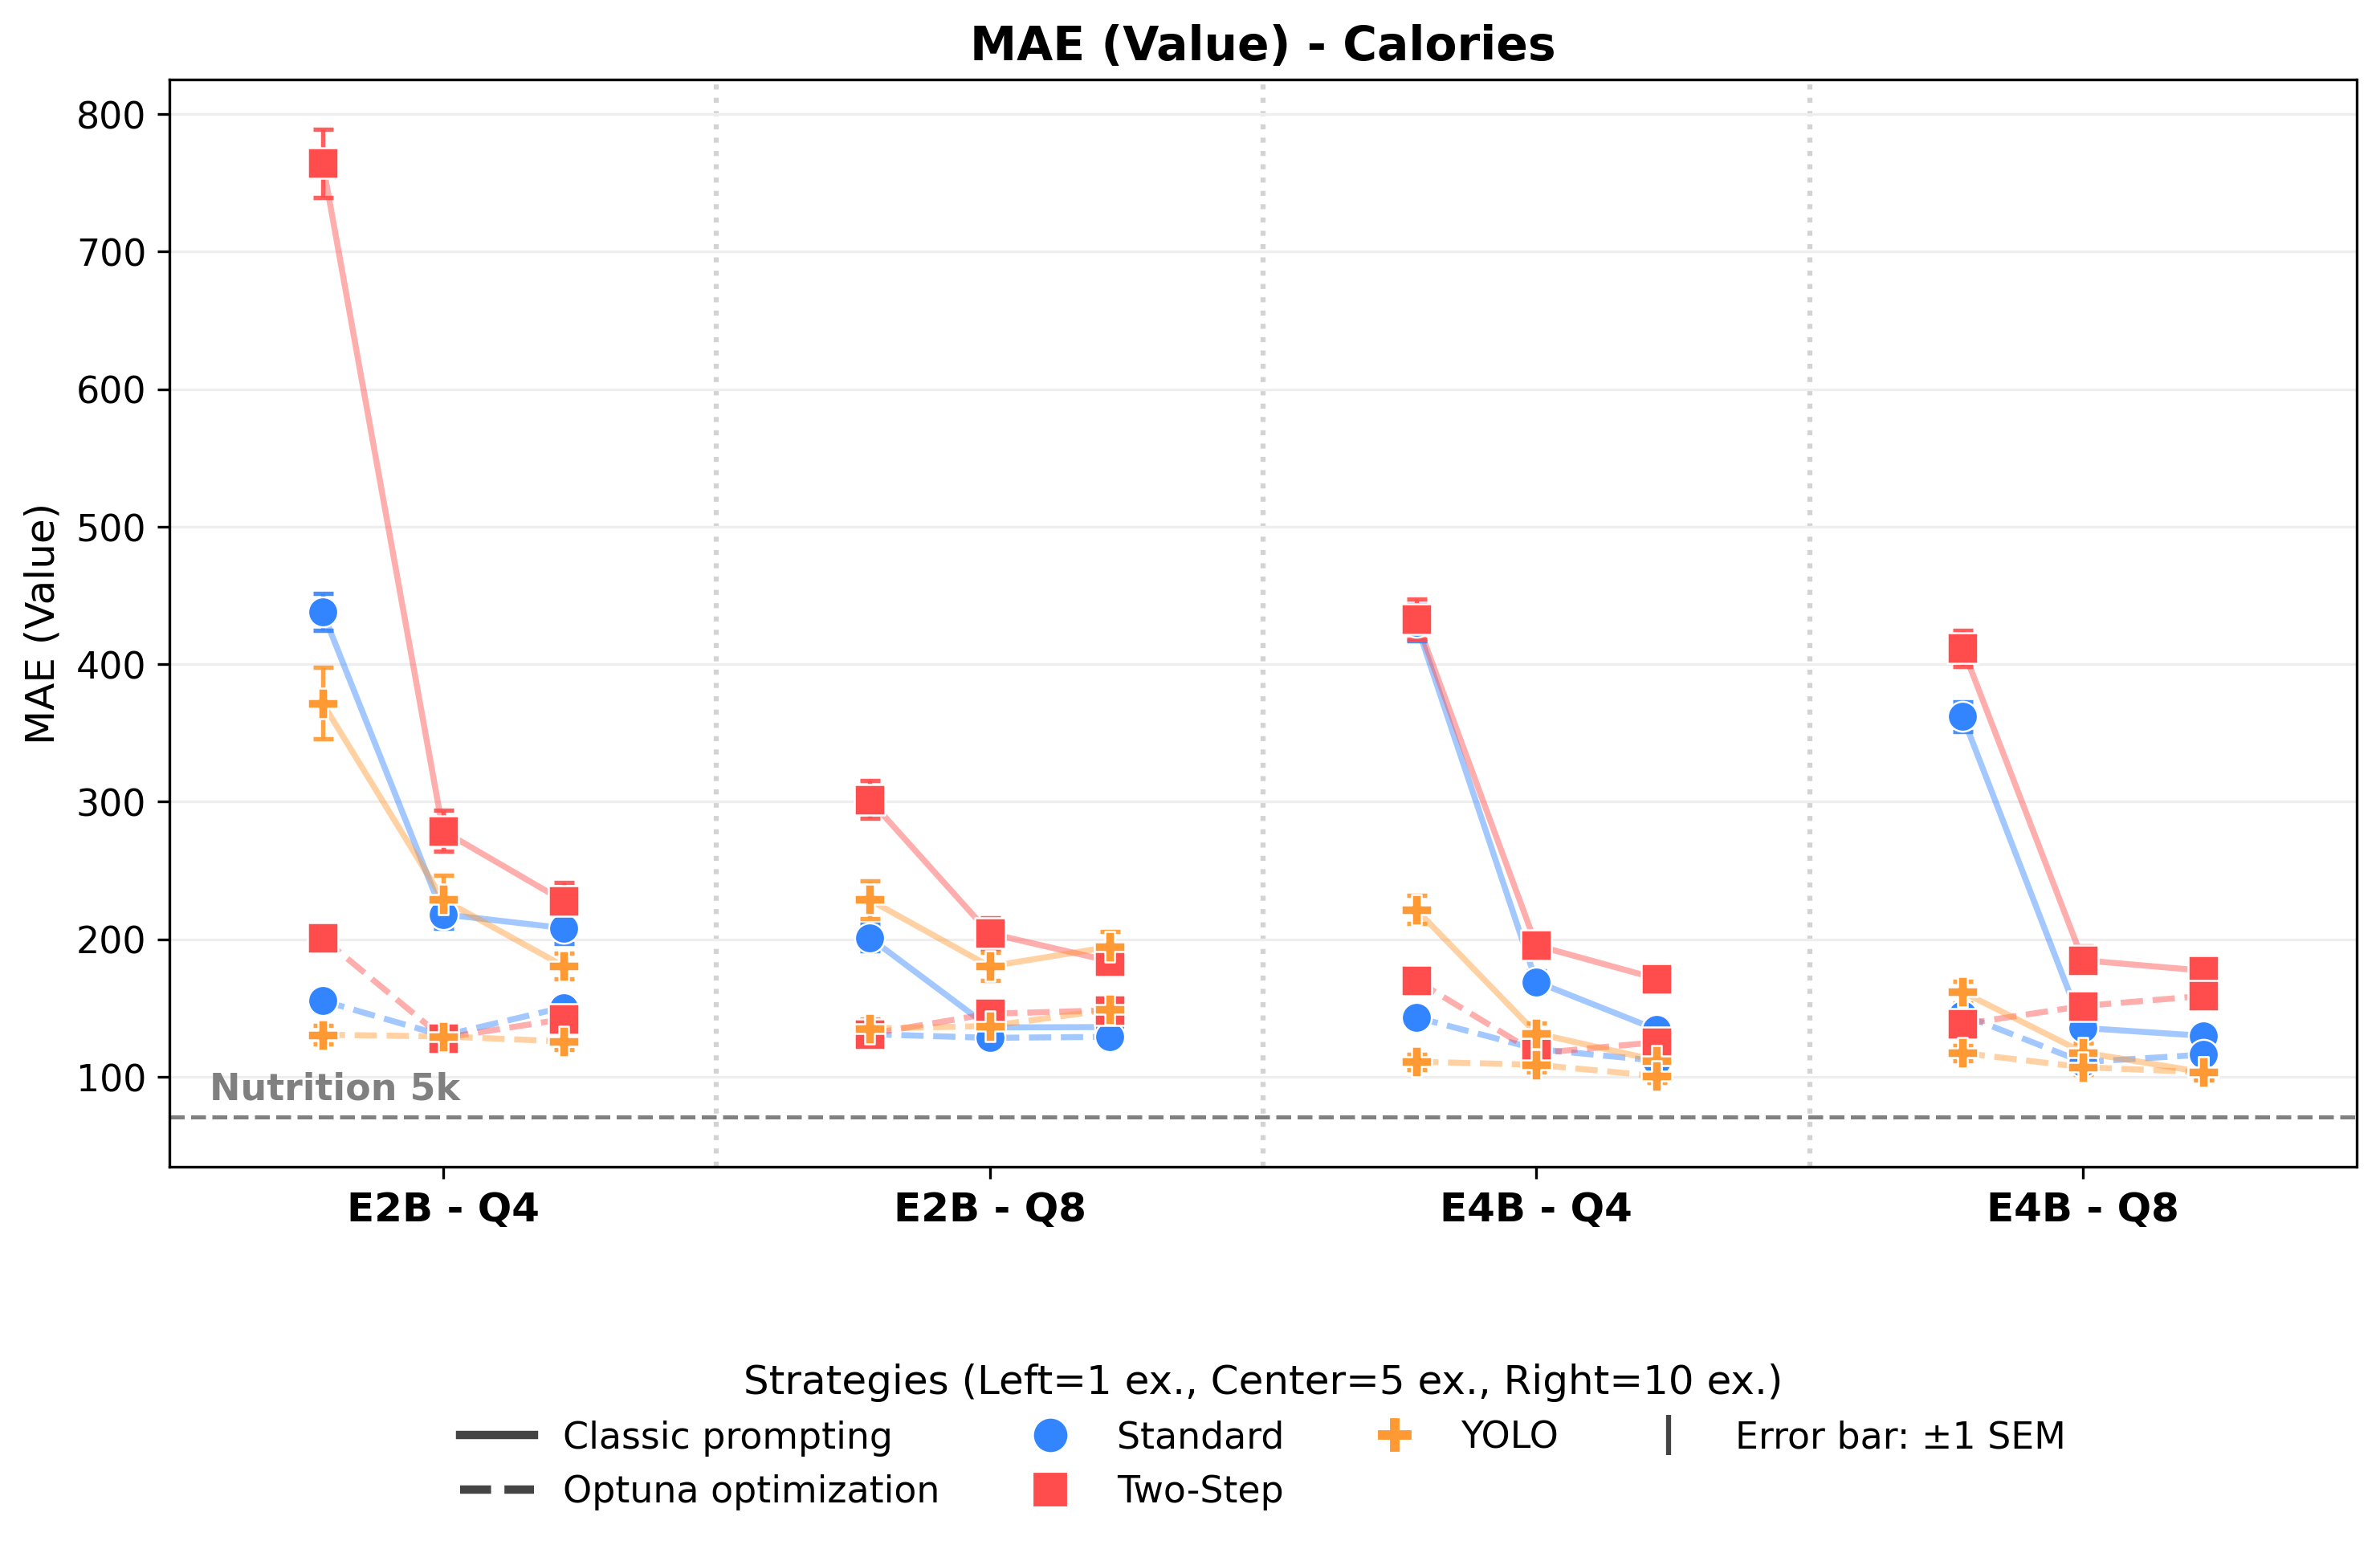 MAE (Value) - Calories
MAE (Value)
800
700
600
500
400
300
200
100
Nutrition 5k
E2B - Q4
E2B - Q8
E4B - Q4
E4B - Q8
Strategies (Left=1 ex., Center=5 ex., Right=10 ex.)
Classic prompting
Optuna optimization
Standard
Two-Step
YOLO
Error bar: ±1 SEM